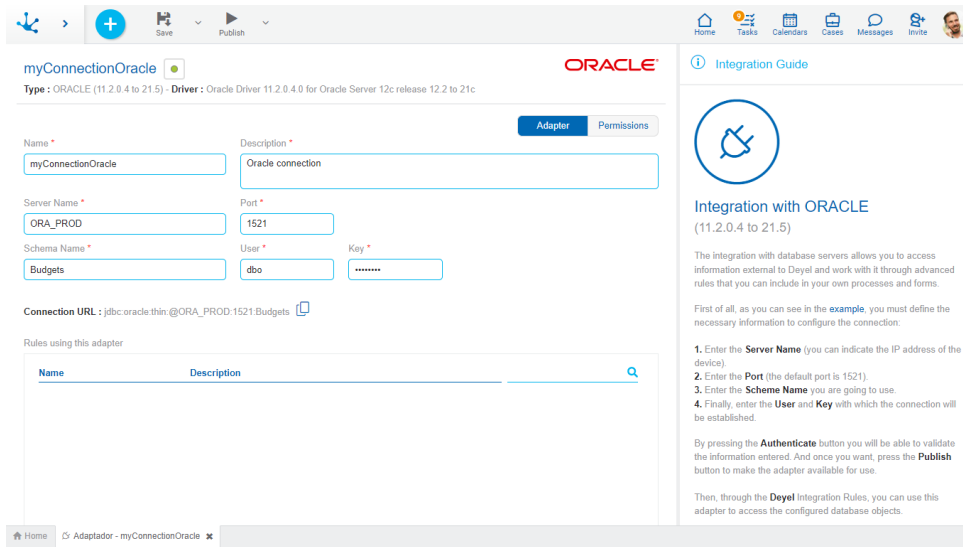 Save
Publish
Home
9
Tasks
Calendars
Cases
Messages
Invite
myConnectionOracle
ORACLE
Type : ORACLE (11.2.0.4 to 21.5) - Driver : Oracle Driver 11.2.0.4.0 for Oracle Server 12c release 12.2 to 21c
Adapter
Permissions
Name *
Description *
myConnectionOracle
Oracle connection
Server Name *
Port *
ORA_PROD
1521
Schema Name *
User *
Key *
Budgets
dbo
••••••••
Connection URL : jdbc:oracle:thin:@ORA_PROD:1521:Budgets
Rules using this adapter
Name
Description
Integration Guide
Integration with ORACLE
(11.2.0.4 to 21.5)
The integration with database servers allows you to access
information external to Deyel and work with it through advanced
rules that you can include in your own processes and forms.
First of all, as you can see in the example, you must define the
necessary information to configure the connection:
1. Enter the Server Name (you can indicate the IP address of the
device).
2. Enter the Port (the default port is 1521).
3. Enter the Scheme Name you are going to use.
4. Finally, enter the User and Key with which the connection will
be established.
By pressing the Authenticate button you will be able to validate
the information entered. And once you want, press the Publish
button to make the adapter available for use.
Then, through the Deyel Integration Rules, you can use this
adapter to access the configured database objects.
Home
Adaptador - myConnectionOracle